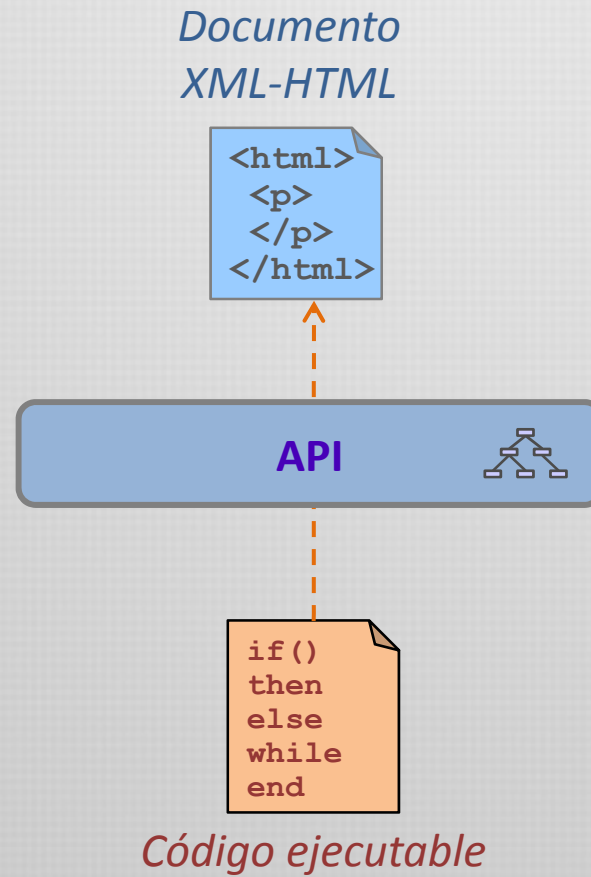 Documento
XML-HTML
<html>
<p>
</p>
</html>
API
if()
then
else
while
end
Código ejecutable